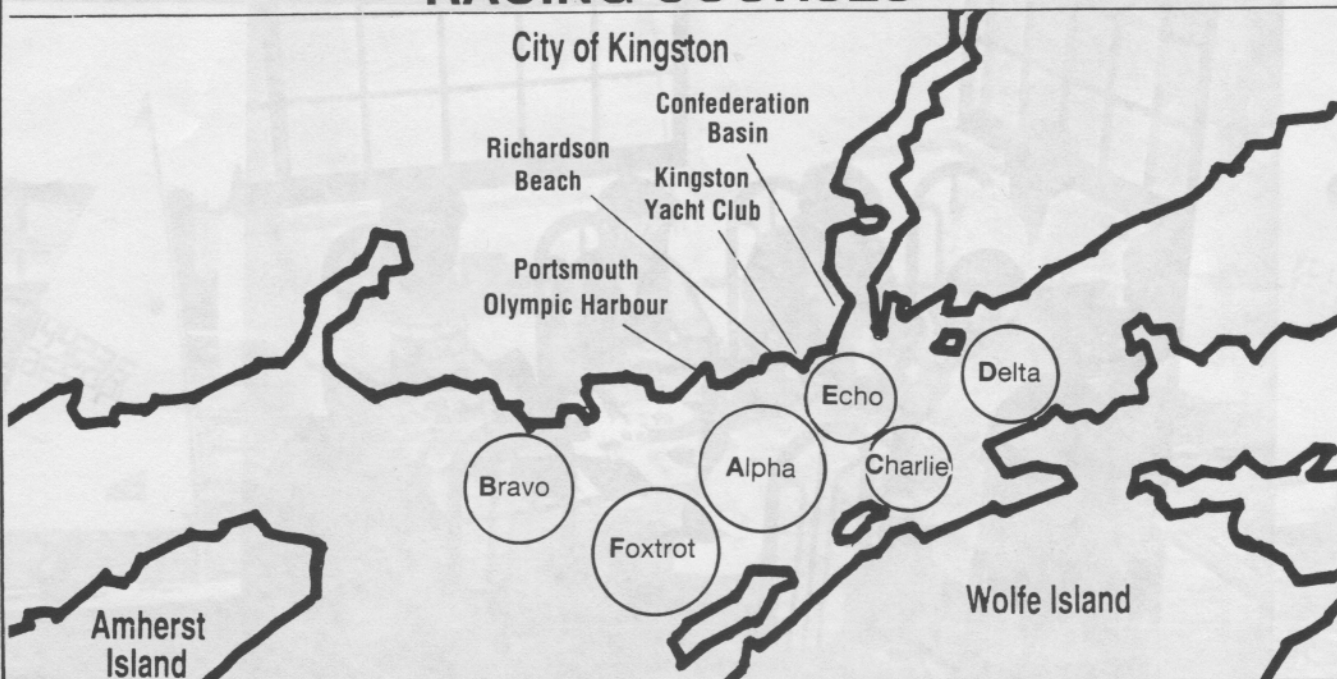 City of Kingston
Confederation
Basin
Richardson
Beach
Kingston
Yacht Club
Portsmouth
Olympic Harbour
Delta
Echo
Alpha
Charlie
Bravo
Foxtrot
Wolfe Island
Amherst
Island